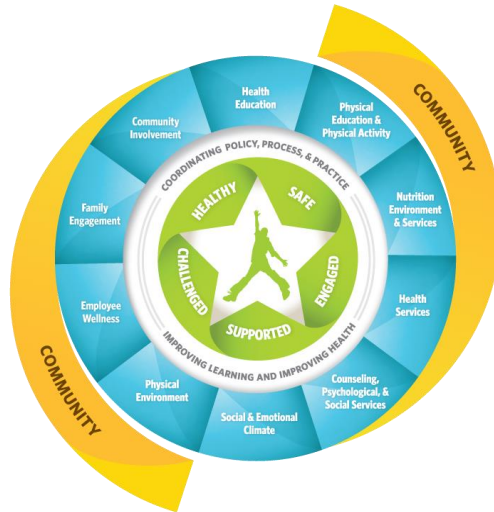 COMMUNITY
Health
Education
Physical
Education &
Physical Activity
Nutrition
Environment
& Services
Health
Services
Counseling,
Psychological, &
Social Services
Social & Emotional
Climate
Physical
Environment
Employee
Wellness
Family
Engagement
Community
Involvement
COORDINATING POLICY, PROCESS, & PRACTICE
IMPROVING LEARNING AND IMPROVING HEALTH
HEALTHY
SAFE
ENGAGED
SUPPORTED
CHALLENGED
COMMUNITY